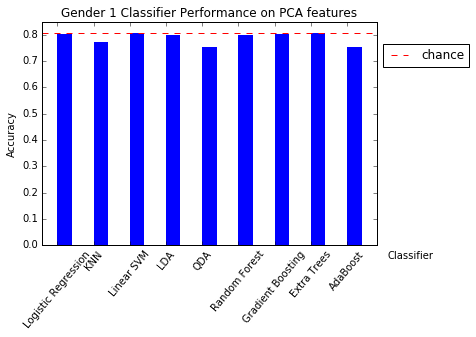 Gender 1 Classifier Performance on PCA features
Accuracy
0.8
0.7
0.6
0.5
0.4
0.3
0.2
0.1
0.0
chance
Logistic Regression
KNN
Linear SVM
LDA
QDA
Random Forest
Gradient Boosting
Extra Trees
AdaBoost
Classifier